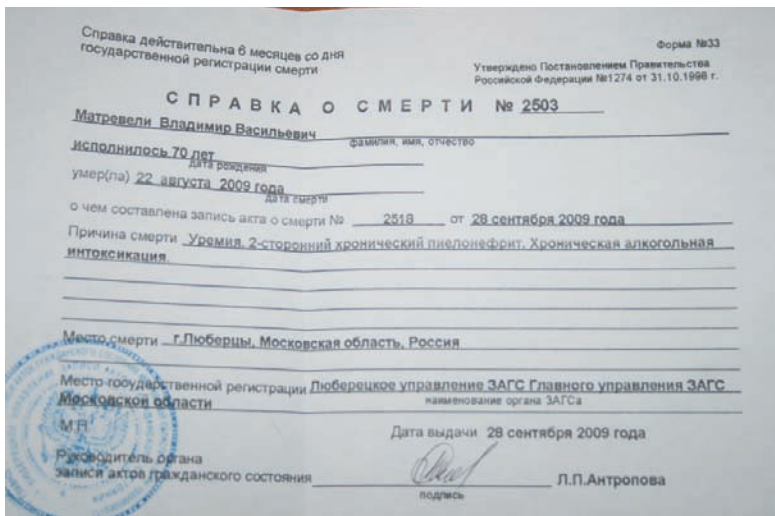 Справка действительна 6 месяцев со дня
государственной регистрации смерти
Форма №33
Утверждено Постановлением Правительства
Российской Федерации №1274 от 31.10.1998 г.
СПРАВКА О СМЕРТИ № 2503
Матревели Владимир Васильевич
фамилия, имя, отчество
исполнилось 70 лет
дата рождения
умер(ла) 22 августа 2009 года
дата смерти
о чем составлена запись акта о смерти № 2518 от 28 сентября 2009 года
Причина смерти Уремия. 2-сторонний хронический пиелонефрит. Хроническая алкогольная
интоксикация.
Место смерти г.Люберцы, Московская область, Россия
Место государственной регистрации Люберецкое управление ЗАГС Главного управления ЗАГС
Московской области
наименование органа ЗАГСа
М.П.
Дата выдачи 28 сентября 2009 года
Руководитель органа
записи актов гражданского состояния
Л.П.Антропова
подпись